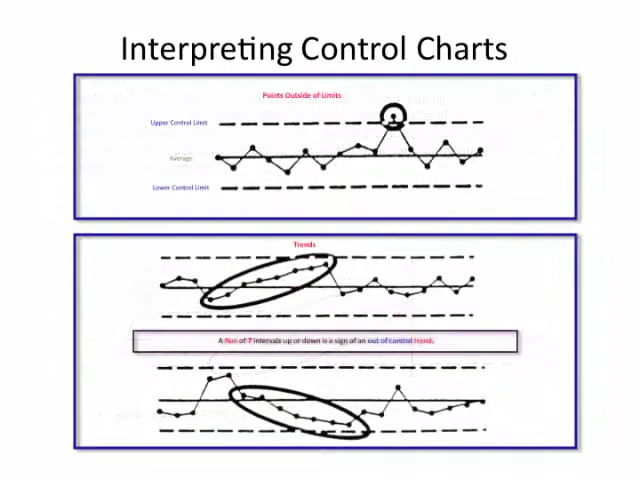 Interpreting Control Charts
Points Outside of Limits
Upper Control Limit
Average
Lower Control Limit
Trends
A Run of 7 intervals up or down is a sign of an out of control trend.